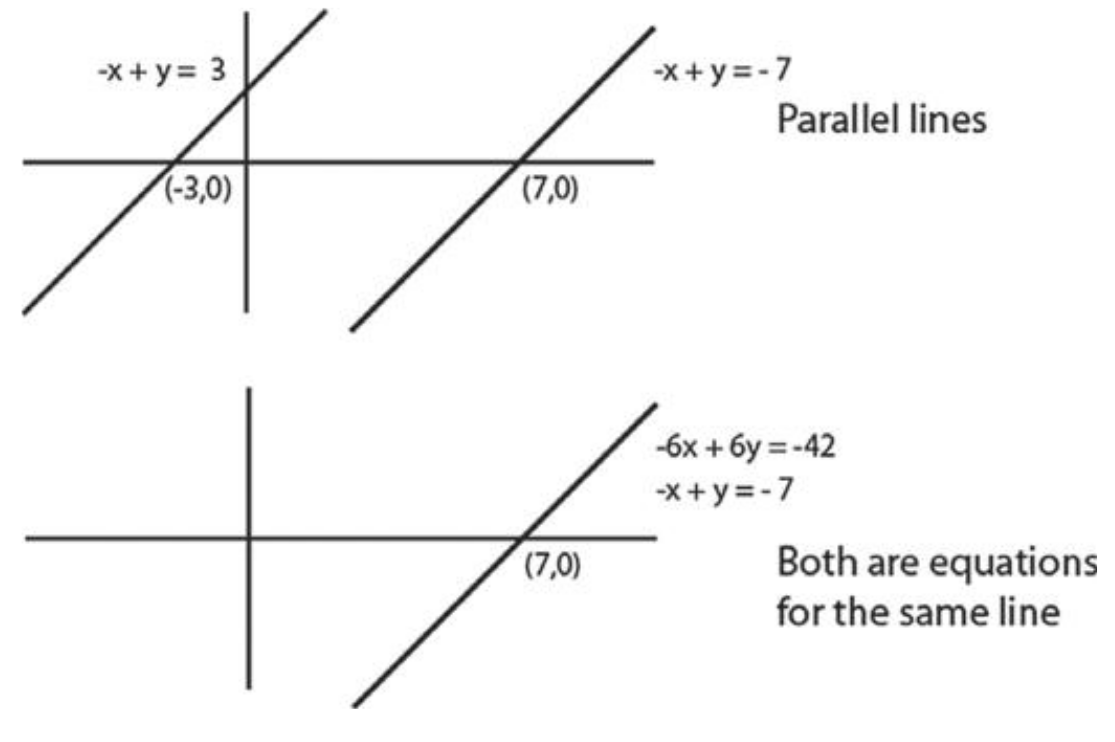 -x + y = 3
-x + y = - 7
Parallel lines
(-3,0)
(7,0)
-6x + 6y = -42
-x + y = - 7
(7,0)
Both are equations
for the same line